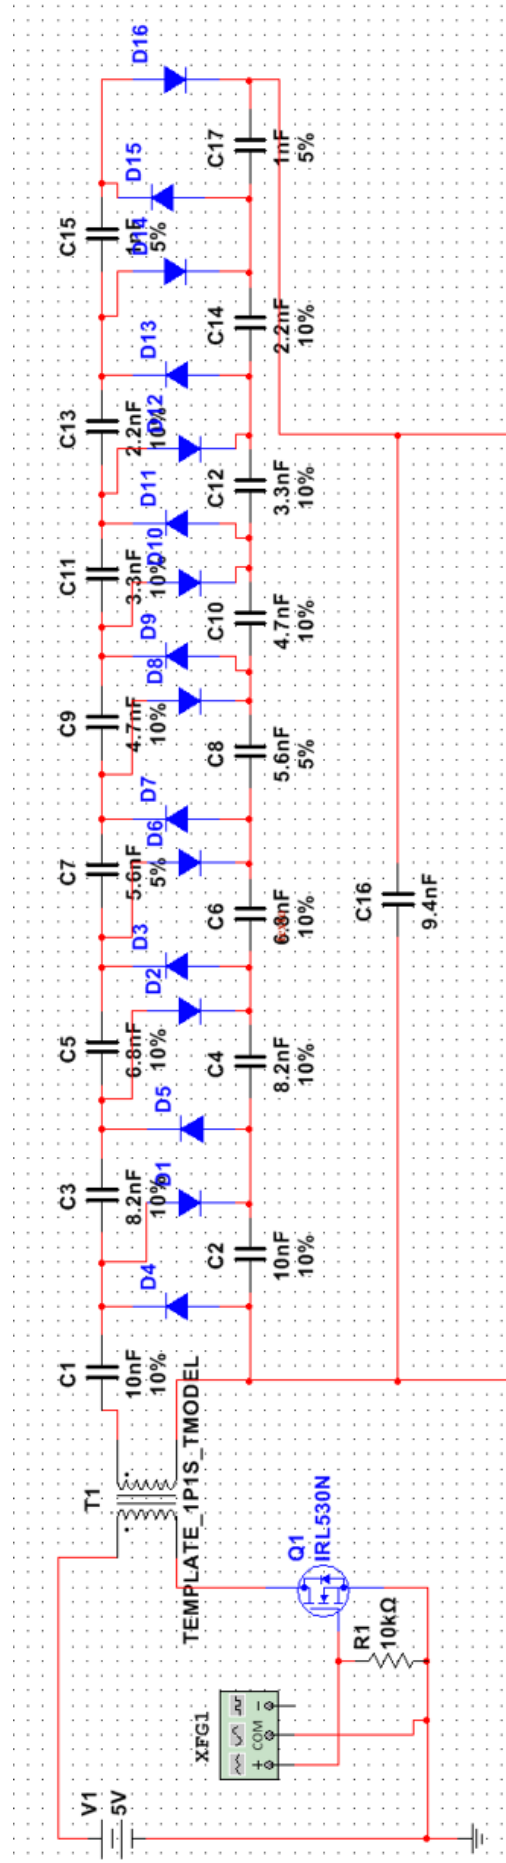 V1
5V
XFG1
COM
R1
10kΩ
Q1
IRL530N
T1
TEMPLATE_1P1S_TMODEL
C1
10nF
10%
D4
D1
C2
10nF
10%
C3
8.2nF
10%
D5
C4
8.2nF
10%
C5
6.8nF
10%
D2
D3
C6
6.8nF
10%
C7
5.6nF
5%
D6
D7
C8
5.6nF
5%
C9
4.7nF
10%
D8
D9
C10
4.7nF
10%
C11
3.3nF
10%
D10
D11
C12
3.3nF
10%
C13
2.2nF
10%
D12
D13
C14
2.2nF
10%
C15
1nF
5%
D14
D15
C17
1nF
5%
D16
C16
9.4nF